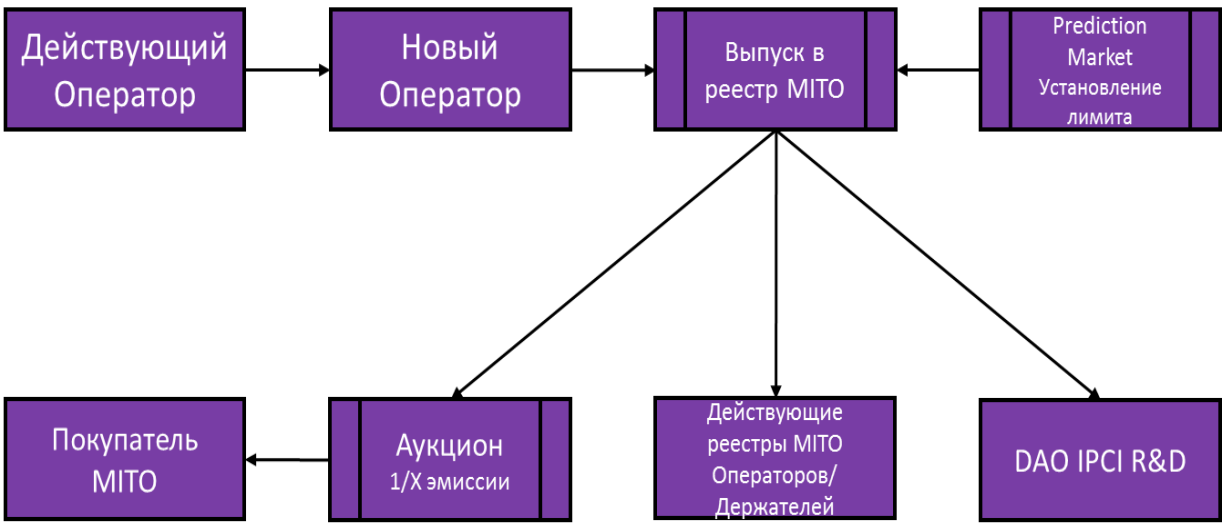 Действующий
Оператор
Новый
Оператор
Выпуск в
реестр MITO
Prediction
Market
Установление
лимита
Покупатель
MITO
Аукцион
1/X эмиссии
Действующие
реестры MITO
Операторов/
Держателей
DAO IPCI R&D